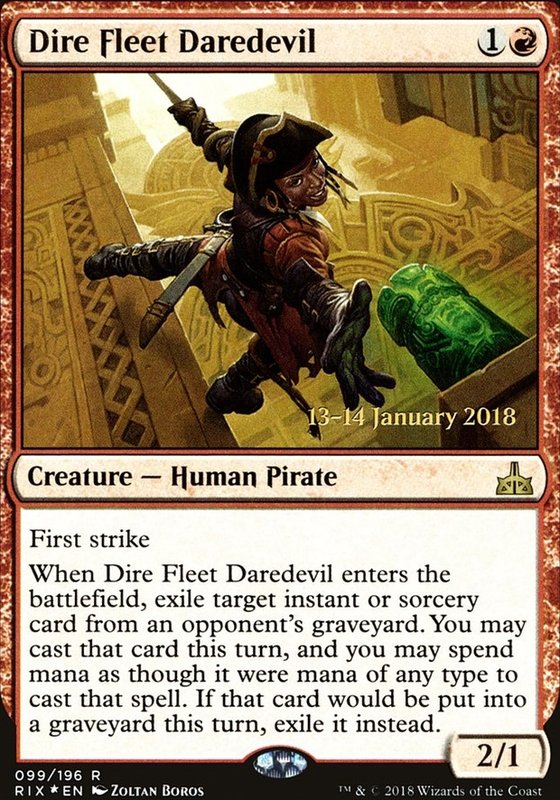 Dire Fleet Daredevil 1
13–14 January 2018
Creature — Human Pirate
First strike
When Dire Fleet Daredevil enters the
battlefield, exile target instant or sorcery
card from an opponent's graveyard. You may
cast that card this turn, and you may spend
mana as though it were mana of any type to
cast that spell. If that card would be put into
a graveyard this turn, exile it instead.
2/1
099/196 R
RIX★EN Zoltan Boros
™ & © 2018 Wizards of the Coast